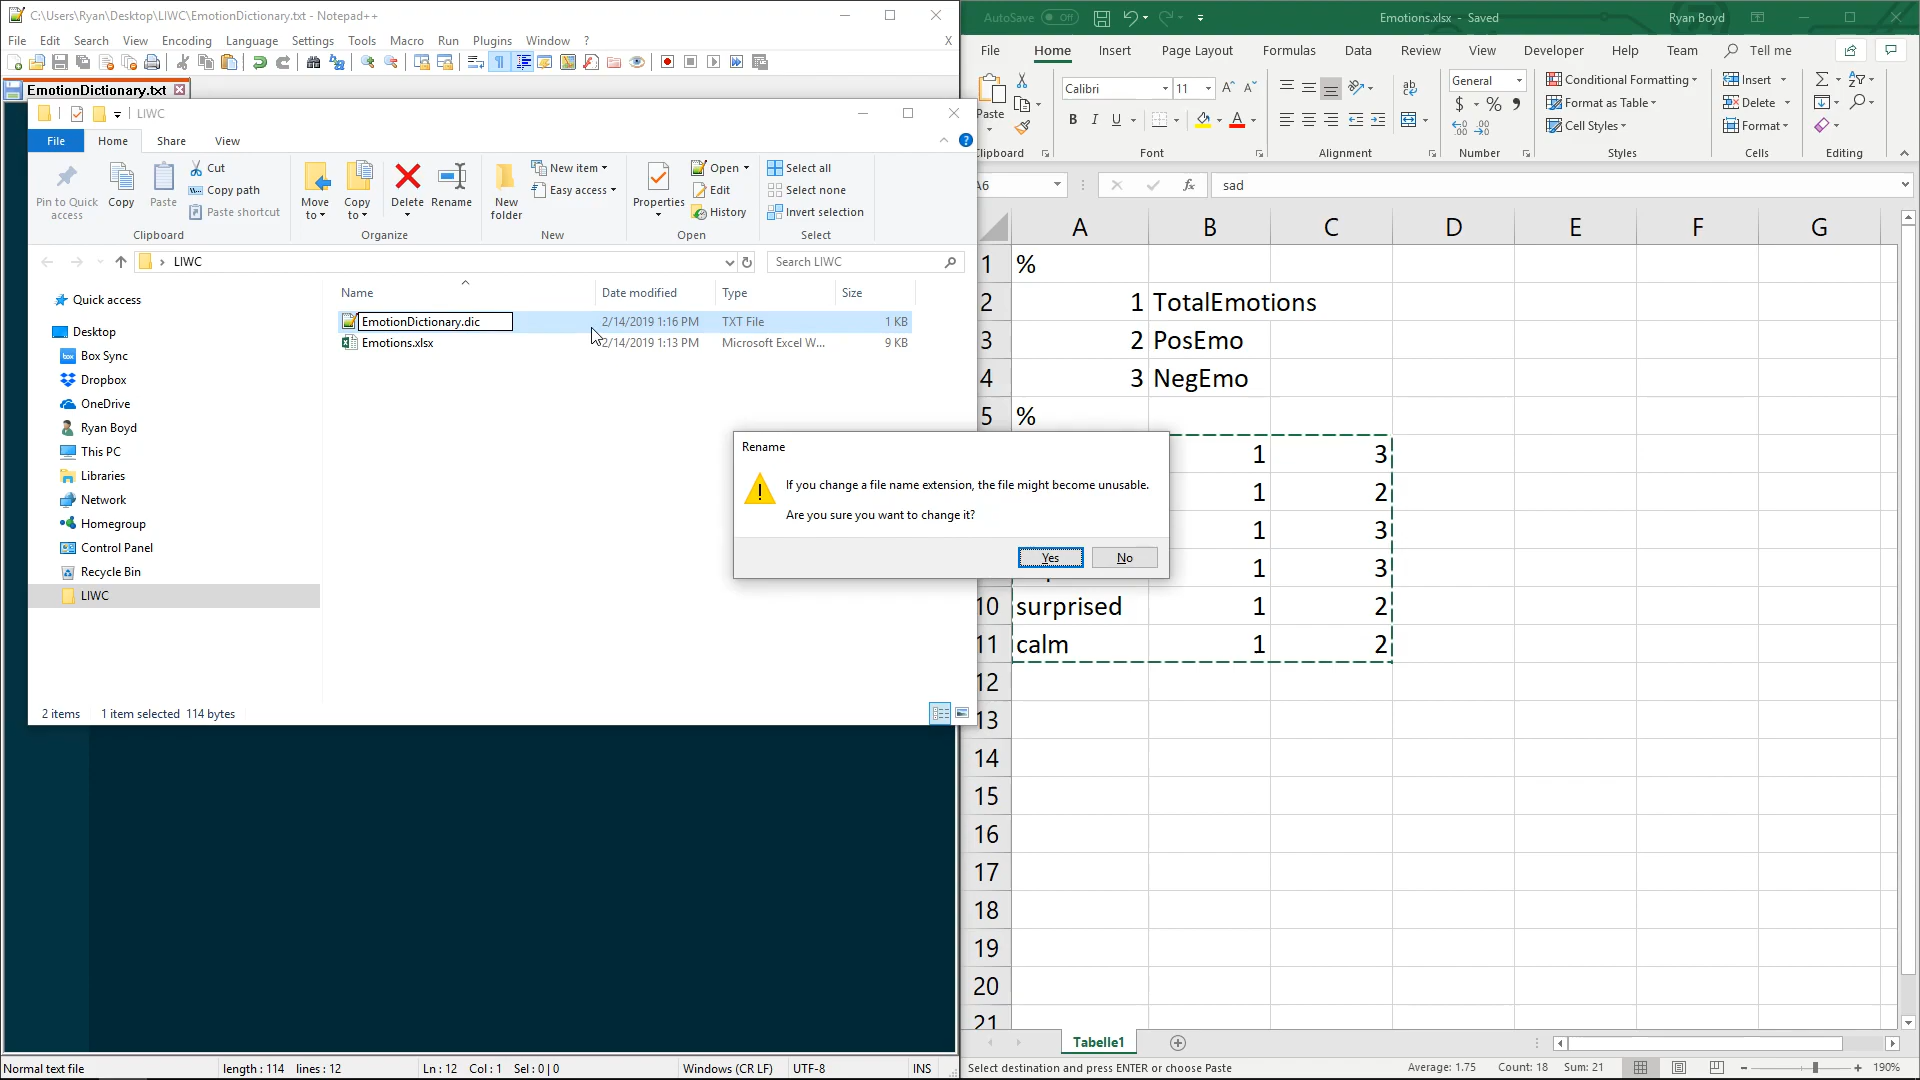 C:\Users\Ryan\Desktop\LIWC\EmotionDictionary.txt - Notepad++
File Edit Search View Encoding Language Settings Tools Macro Run Plugins Window ? X
EmotionDictionary.txt
LIWC
File Home Share View
Pin to Quick access
Copy
Paste
Cut
Copy path
Paste shortcut
Clipboard
Move to
Copy to
Delete
Rename
Organize
New folder
New item
Easy access
New
Properties
Open
Edit
History
Open
Select all
Select none
Invert selection
Select
LIWC
Search LIWC
Name Date modified Type Size
EmotionDictionary.dic 2/14/2019 1:16 PM TXT File 1 KB
Emotions.xlsx 2/14/2019 1:13 PM Microsoft Excel W... 9 KB
Quick access
Desktop
Box Sync
Dropbox
OneDrive
Ryan Boyd
This PC
Libraries
Network
Homegroup
Control Panel
Recycle Bin
LIWC
2 items 1 item selected 114 bytes
Rename
If you change a file name extension, the file might become unusable.
Are you sure you want to change it?
Yes No
Normal text file length : 114 lines : 12 Ln : 12 Col : 1 Sel : 0 | 0 Windows (CR LF) UTF-8 INS
AutoSave Off Emotions.xlsx - Saved Ryan Boyd
File Home Insert Page Layout Formulas Data Review View Developer Help Team Tell me
Paste
Calibri 11
B I U A
General
$ % ,
Conditional Formatting
Format as Table
Cell Styles
Insert
Delete
Format
lipboard Font Alignment Number Styles Cells Editing
A6 fx sad
A B C D E F G
1 %
2 1 TotalEmotions
3 2 PosEmo
4 3 NegEmo
5 %
1 3
1 2
1 3
1 3
10 surprised 1 2
11 calm 1 2
12
13
14
15
16
17
18
19
20
21
Tabelle1
Select destination and press ENTER or choose Paste Average: 1.75 Count: 18 Sum: 21 190%